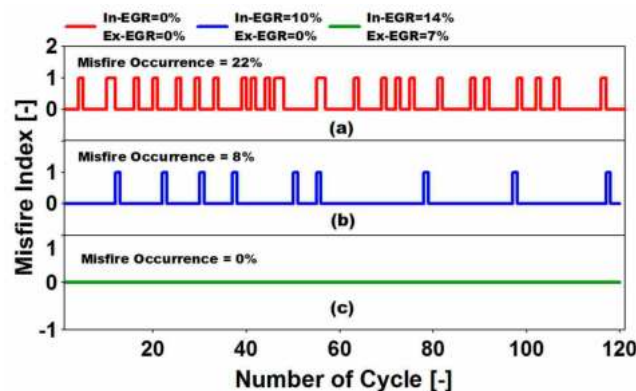 In-EGR=0% In-EGR=10% In-EGR=14%
Ex-EGR=0% Ex-EGR=0% Ex-EGR=7%
2
Misfire Occurrence = 22%
1
0
(a)
Misfire Occurrence = 8%
1
0
(b)
1
Misfire Occurrence = 0%
0
(c)
-1
20 40 60 80 100 120
Number of Cycle [-]
Misfire Index [-]